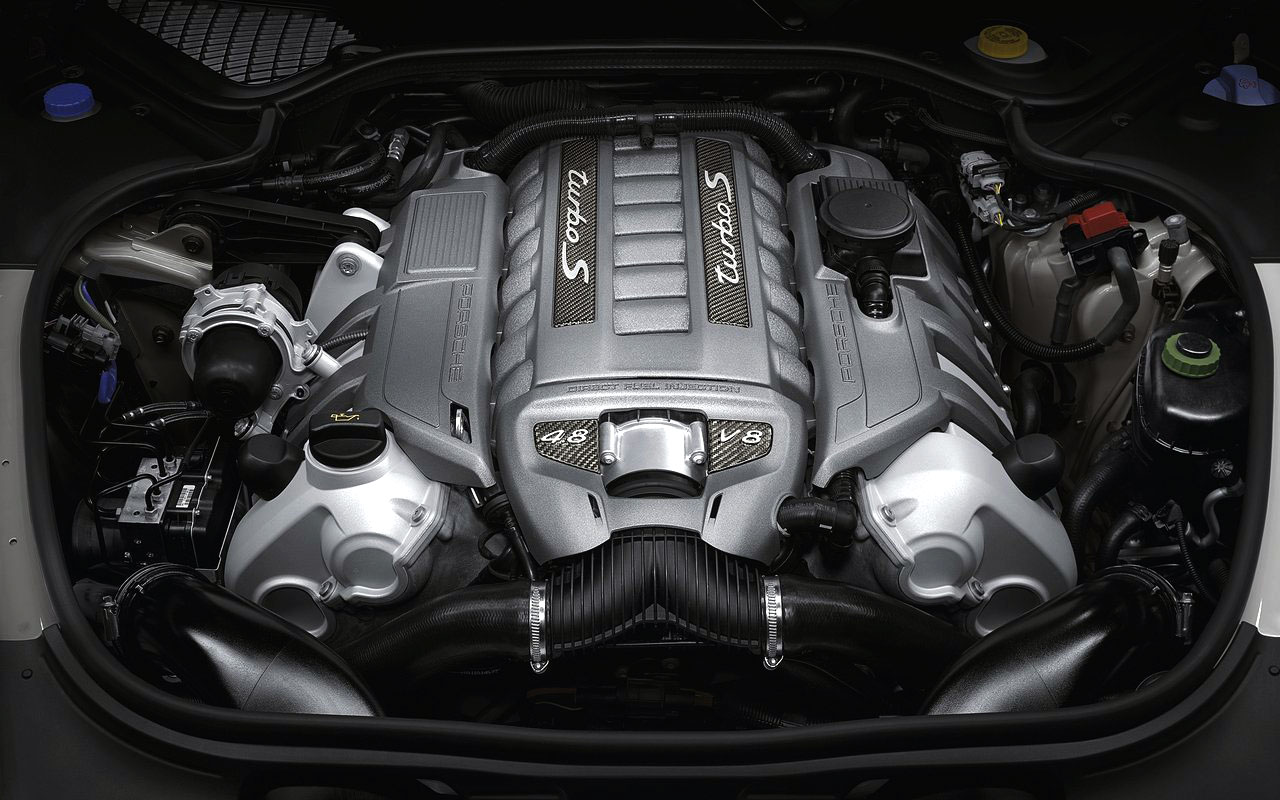 turbo S
turbo S
PORSCHE
PORSCHE
DIRECT FUEL INJECTION
4.8
V8